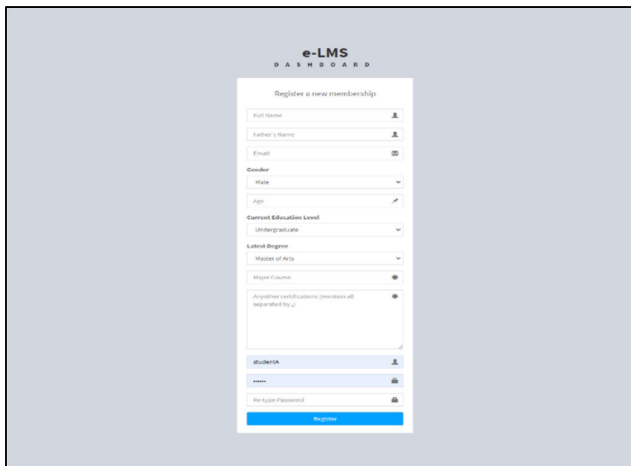 e-LMS
DASHBOARD
Register a new membership
Full Name
Father's Name
Email
Gender
Male
Age
Current Education Level
Undergraduate
Latest Degree
Master of Arts
Major Course
Anyother certifications (mention all
separated by ,)
studentA
••••••
Re-type Password
Register